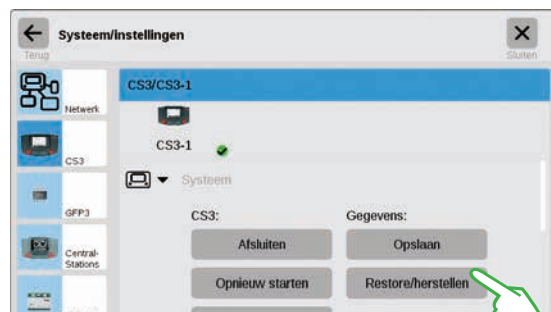 Systeem/instellingen
Terug
Sluiten
Netwerk
CS3
GFP3
Central-
Stations
CS3/CS3-1
CS3-1
Systeem
CS3:
Gegevens:
Afsluiten
Opslaan
Opnieuw starten
Restore/herstellen